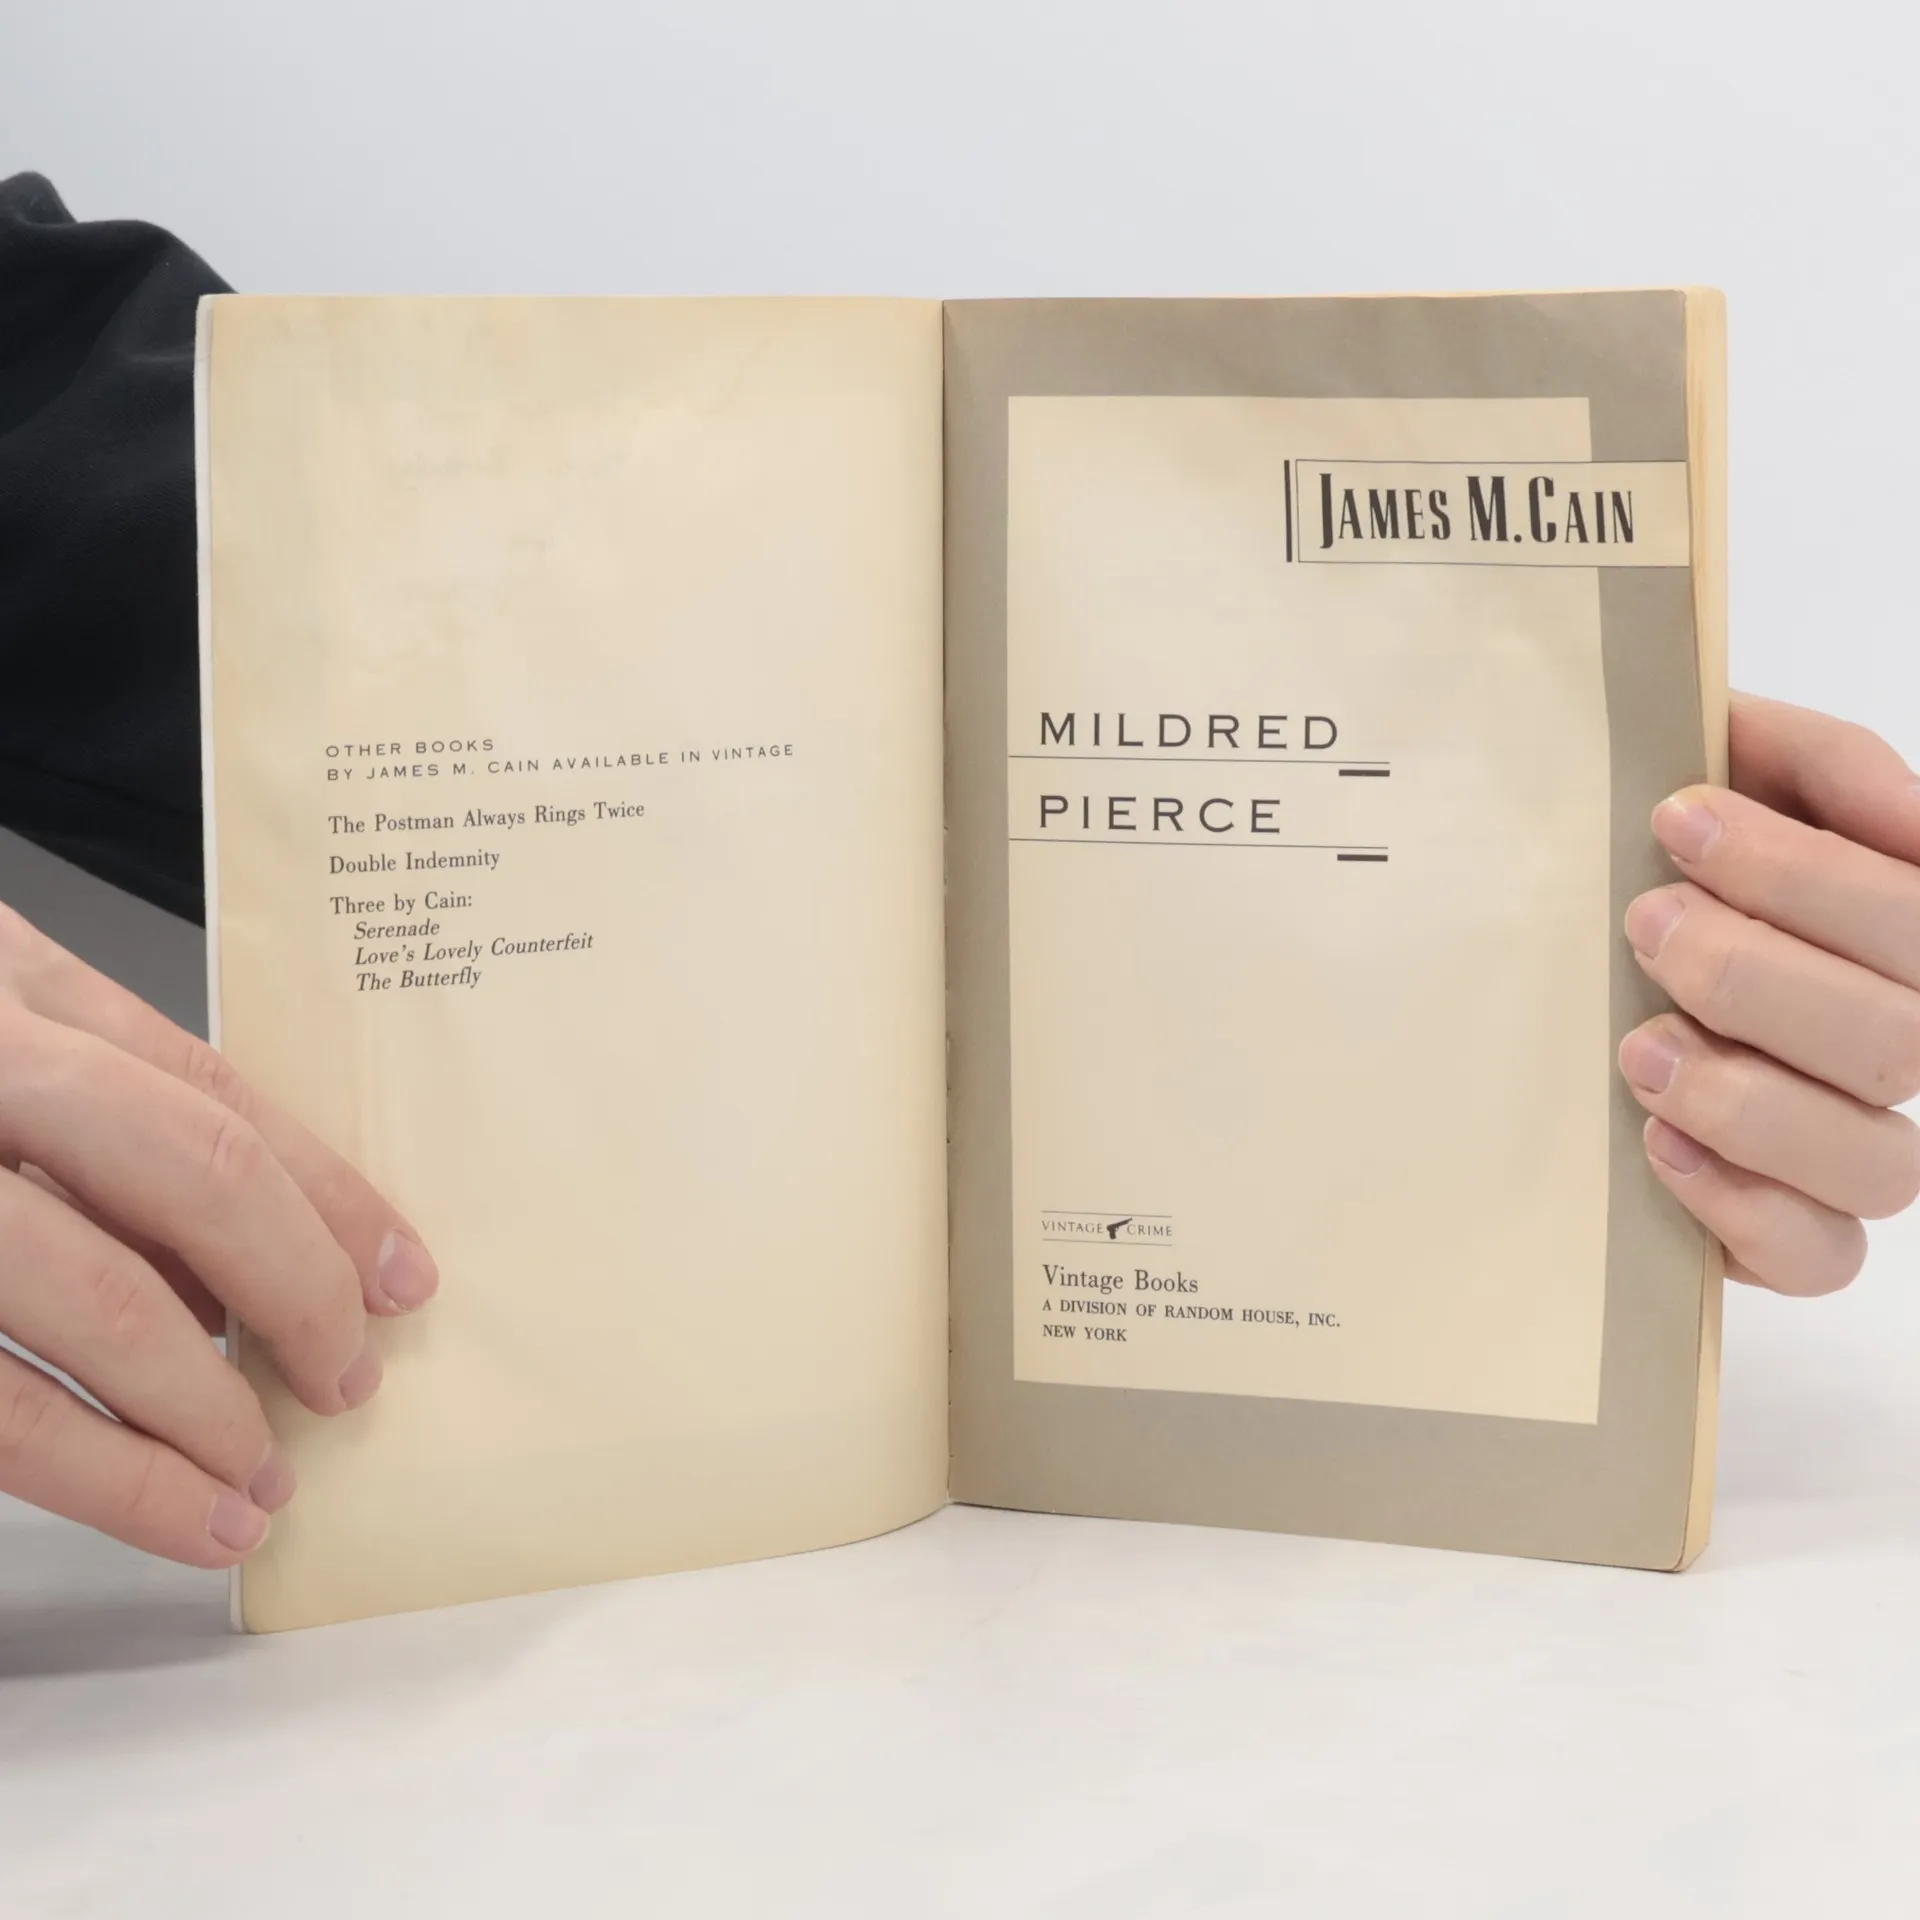 OTHER BOOKS
BY JAMES M. CAIN AVAILABLE IN VINTAGE
The Postman Always Rings Twice
Double Indemnity
Three by Cain:
Serenade
Love's Lovely Counterfeit
The Butterfly
JAMES M. CAIN
MILDRED
PIERCE
VINTAGE CRIME
Vintage Books
A DIVISION OF RANDOM HOUSE, INC.
NEW YORK